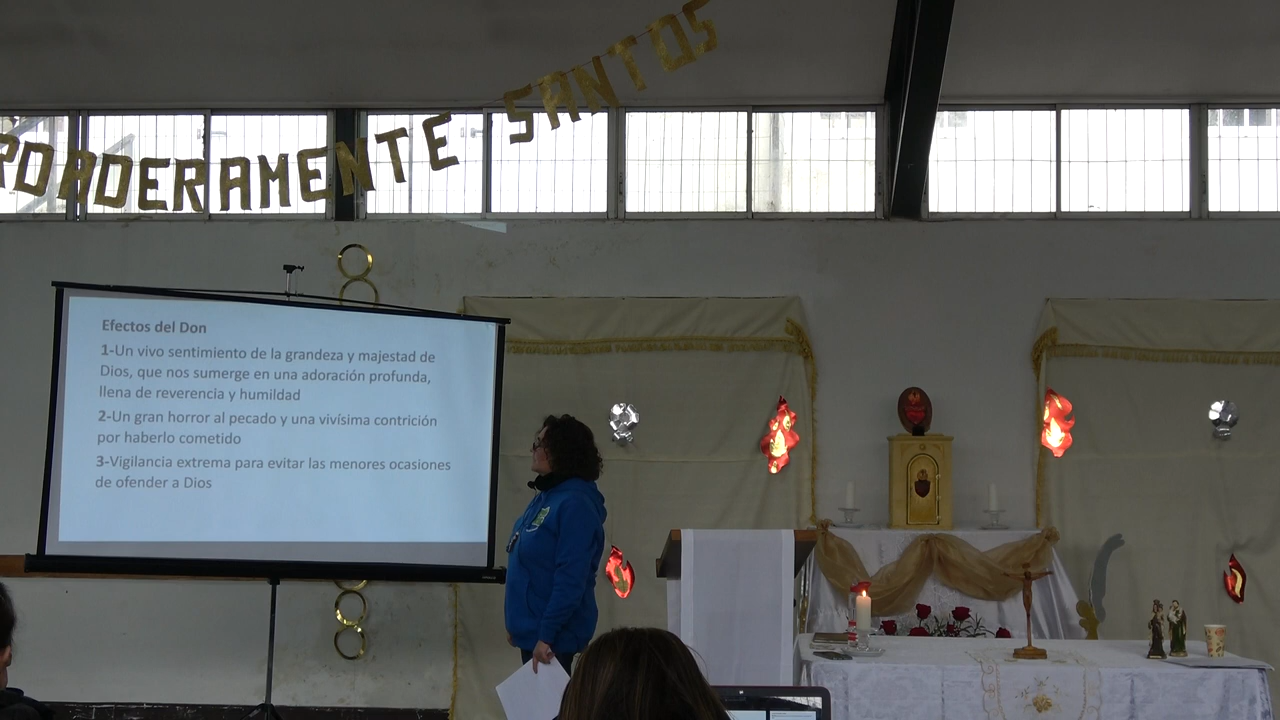 PODRODERAMENTE SANTOS
Efectos del Don
1-Un vivo sentimiento de la grandeza y majestad de
Dios, que nos sumerge en una adoración profunda,
llena de reverencia y humildad
2-Un gran horror al pecado y una vivísima contrición
por haberlo cometido
3-Vigilancia extrema para evitar las menores ocasiones
de ofender a Dios